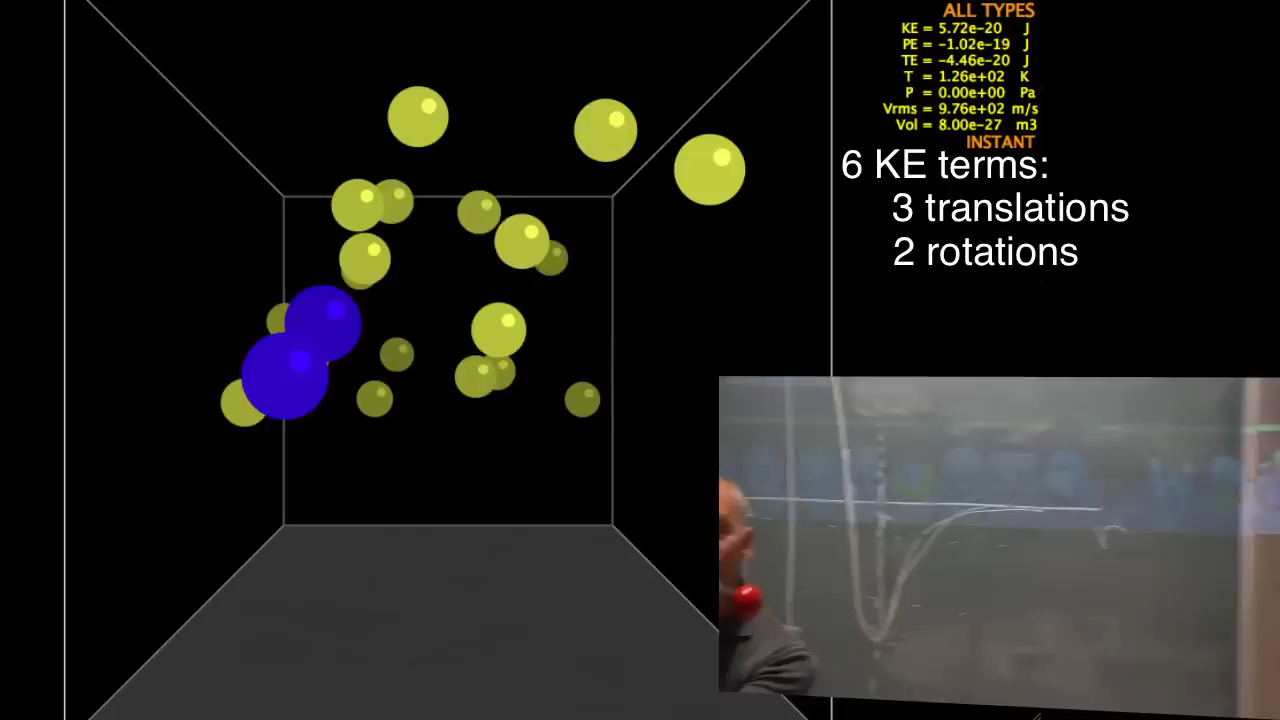 ALL TYPES
KE = 5.72e-20 J
PE = -1.02e-19 J
TE = -4.46e-20 J
T = 1.26e+02 K
P = 0.00e+00 Pa
Vrms = 9.76e+02 m/s
Vol = 8.00e-27 m3
INSTANT
6 KE terms:
3 translations
2 rotations
r